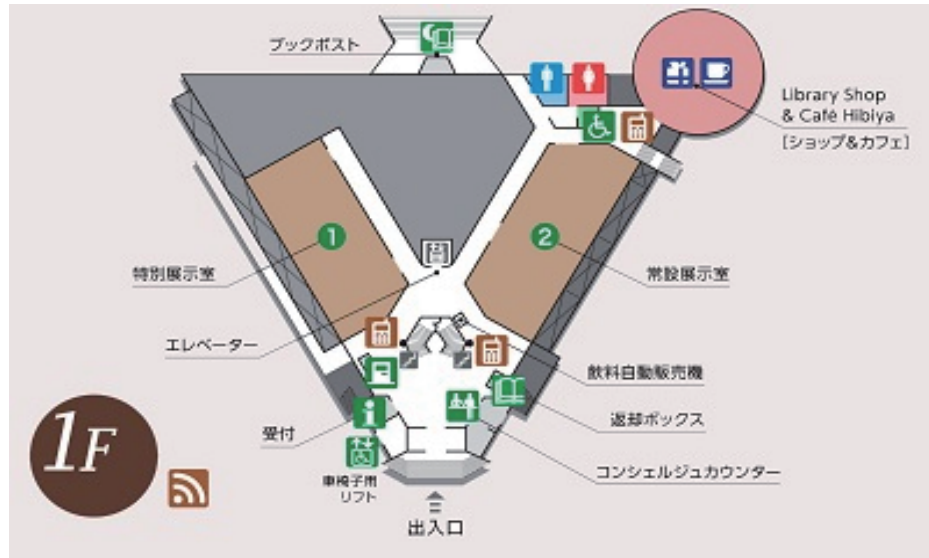 ブックポスト
Library Shop
& Café Hibiya
[ショップ&カフェ]
1
2
特別展示室
常設展示室
エレベーター
飲料自動販売機
返却ボックス
受付
コンシェルジュカウンター
車椅子用
リフト
1F
出入口